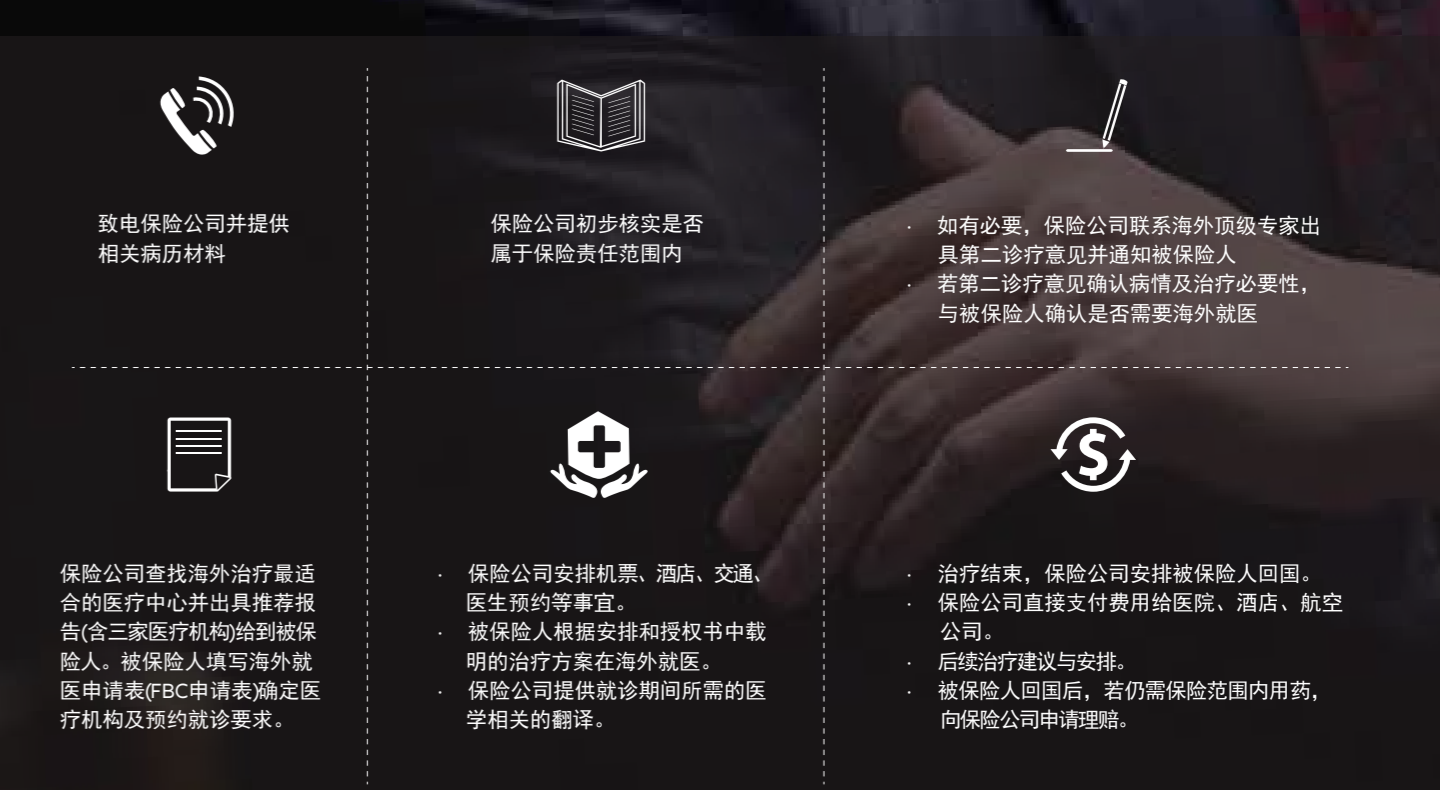 致电保险公司并提供
相关病历材料
保险公司初步核实是否
属于保险责任范围内
· 如有必要，保险公司联系海外顶级专家出
具第二诊疗意见并通知被保险人
· 若第二诊疗意见确认病情及治疗必要性，
与被保险人确认是否需要海外就医
保险公司查找海外治疗最适
合的医疗中心并出具推荐报
告(含三家医疗机构)给到被保
险人。被保险人填写海外就
医申请表(FBC申请表)确定医
疗机构及预约就诊要求。
· 保险公司安排机票、酒店、交通、
医生预约等事宜。
· 被保险人根据安排和授权书中载
明的治疗方案在海外就医。
· 保险公司提供就诊期间所需的医
学相关的翻译。
· 治疗结束，保险公司安排被保险人回国。
· 保险公司直接支付费用给医院、酒店、航空
公司。
· 后续治疗建议与安排。
· 被保险人回国后，若仍需保险范围内用药，
向保险公司申请理赔。